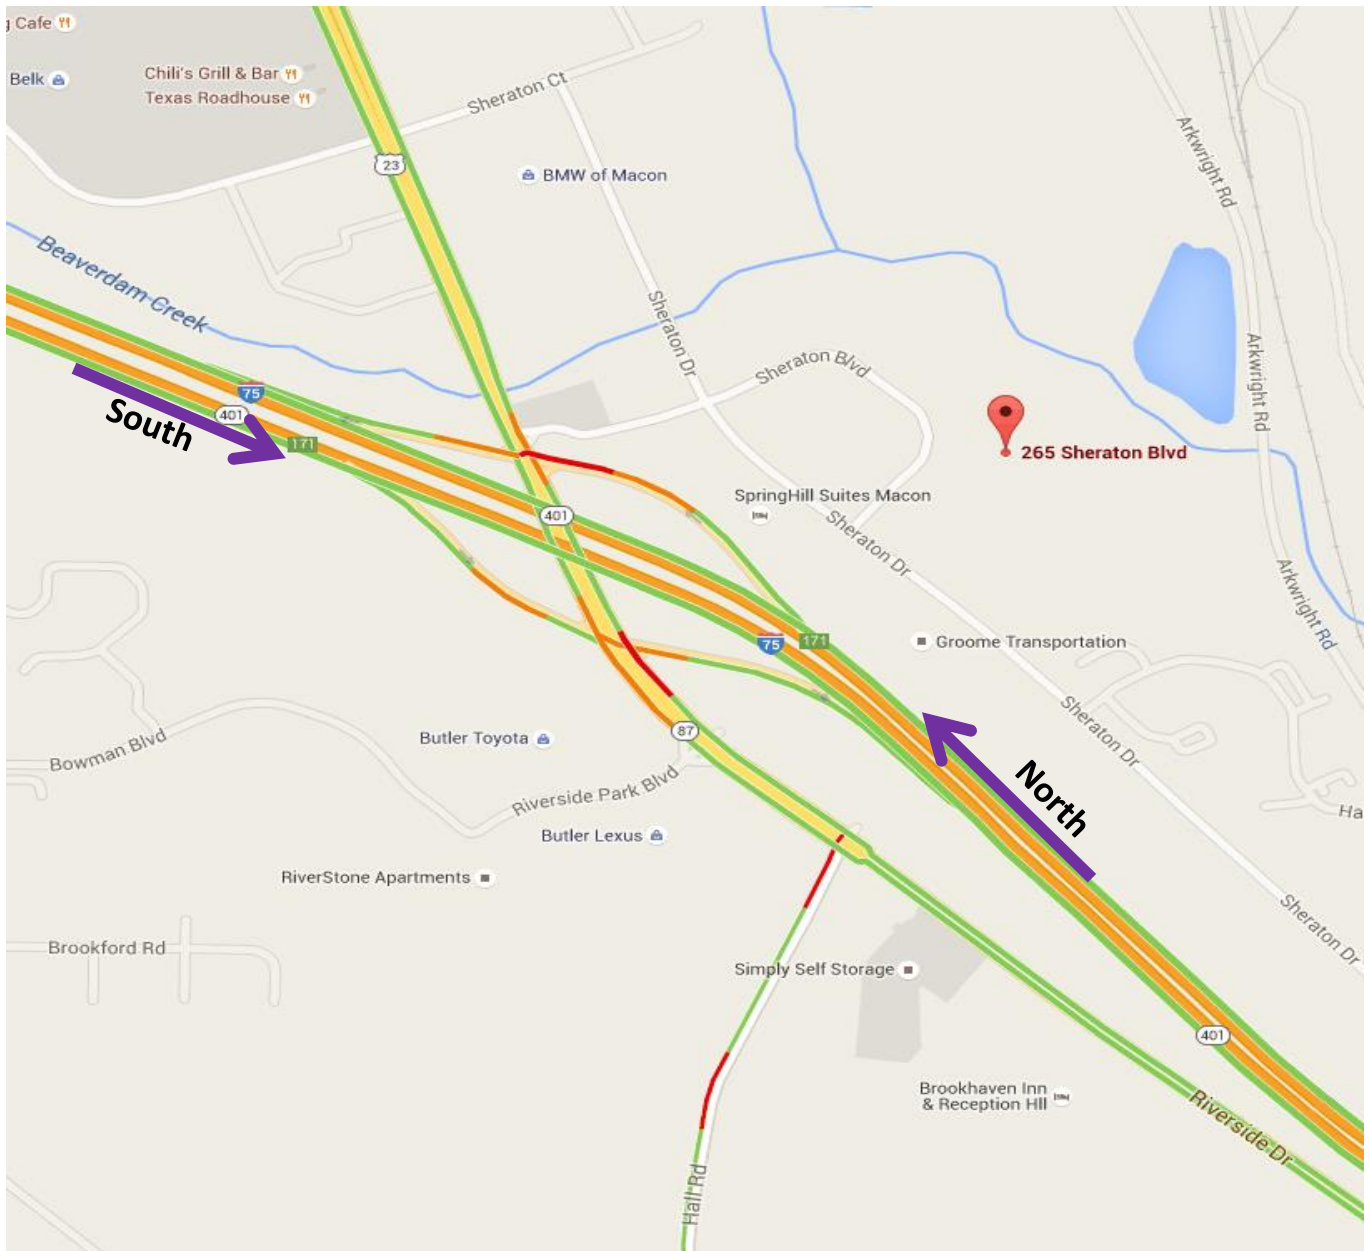 g Cafe
Belk
Chili's Grill & Bar
Texas Roadhouse
Sheraton Ct
23
BMW of Macon
Arkwright Rd
Beaverdam Creek
Sheraton Dr
Sheraton Blvd
Arkwright Rd
75
401
South
171
265 Sheraton Blvd
SpringHill Suites Macon
401
Sheraton Dr
Arkwright Rd
75
171
Groome Transportation
Sheraton Dr
87
Butler Toyota
Bowman Blvd
Riverside Park Blvd
North
Ha
Butler Lexus
RiverStone Apartments
Sheraton Dr
Brookford Rd
Simply Self Storage
401
Brookhaven Inn
& Reception Hll
Riverside Dr
Hall Rd